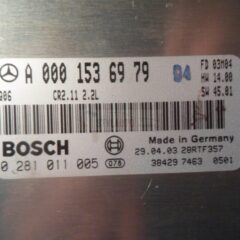 A 000 153 69 79 04
FD 03M04
CR2.11 2.2L
HW 14.00
SW 45.01
BOSCH
Made in Germany
0 281 011 005 078
29.04.03 28RTF357
38429 7463 0501